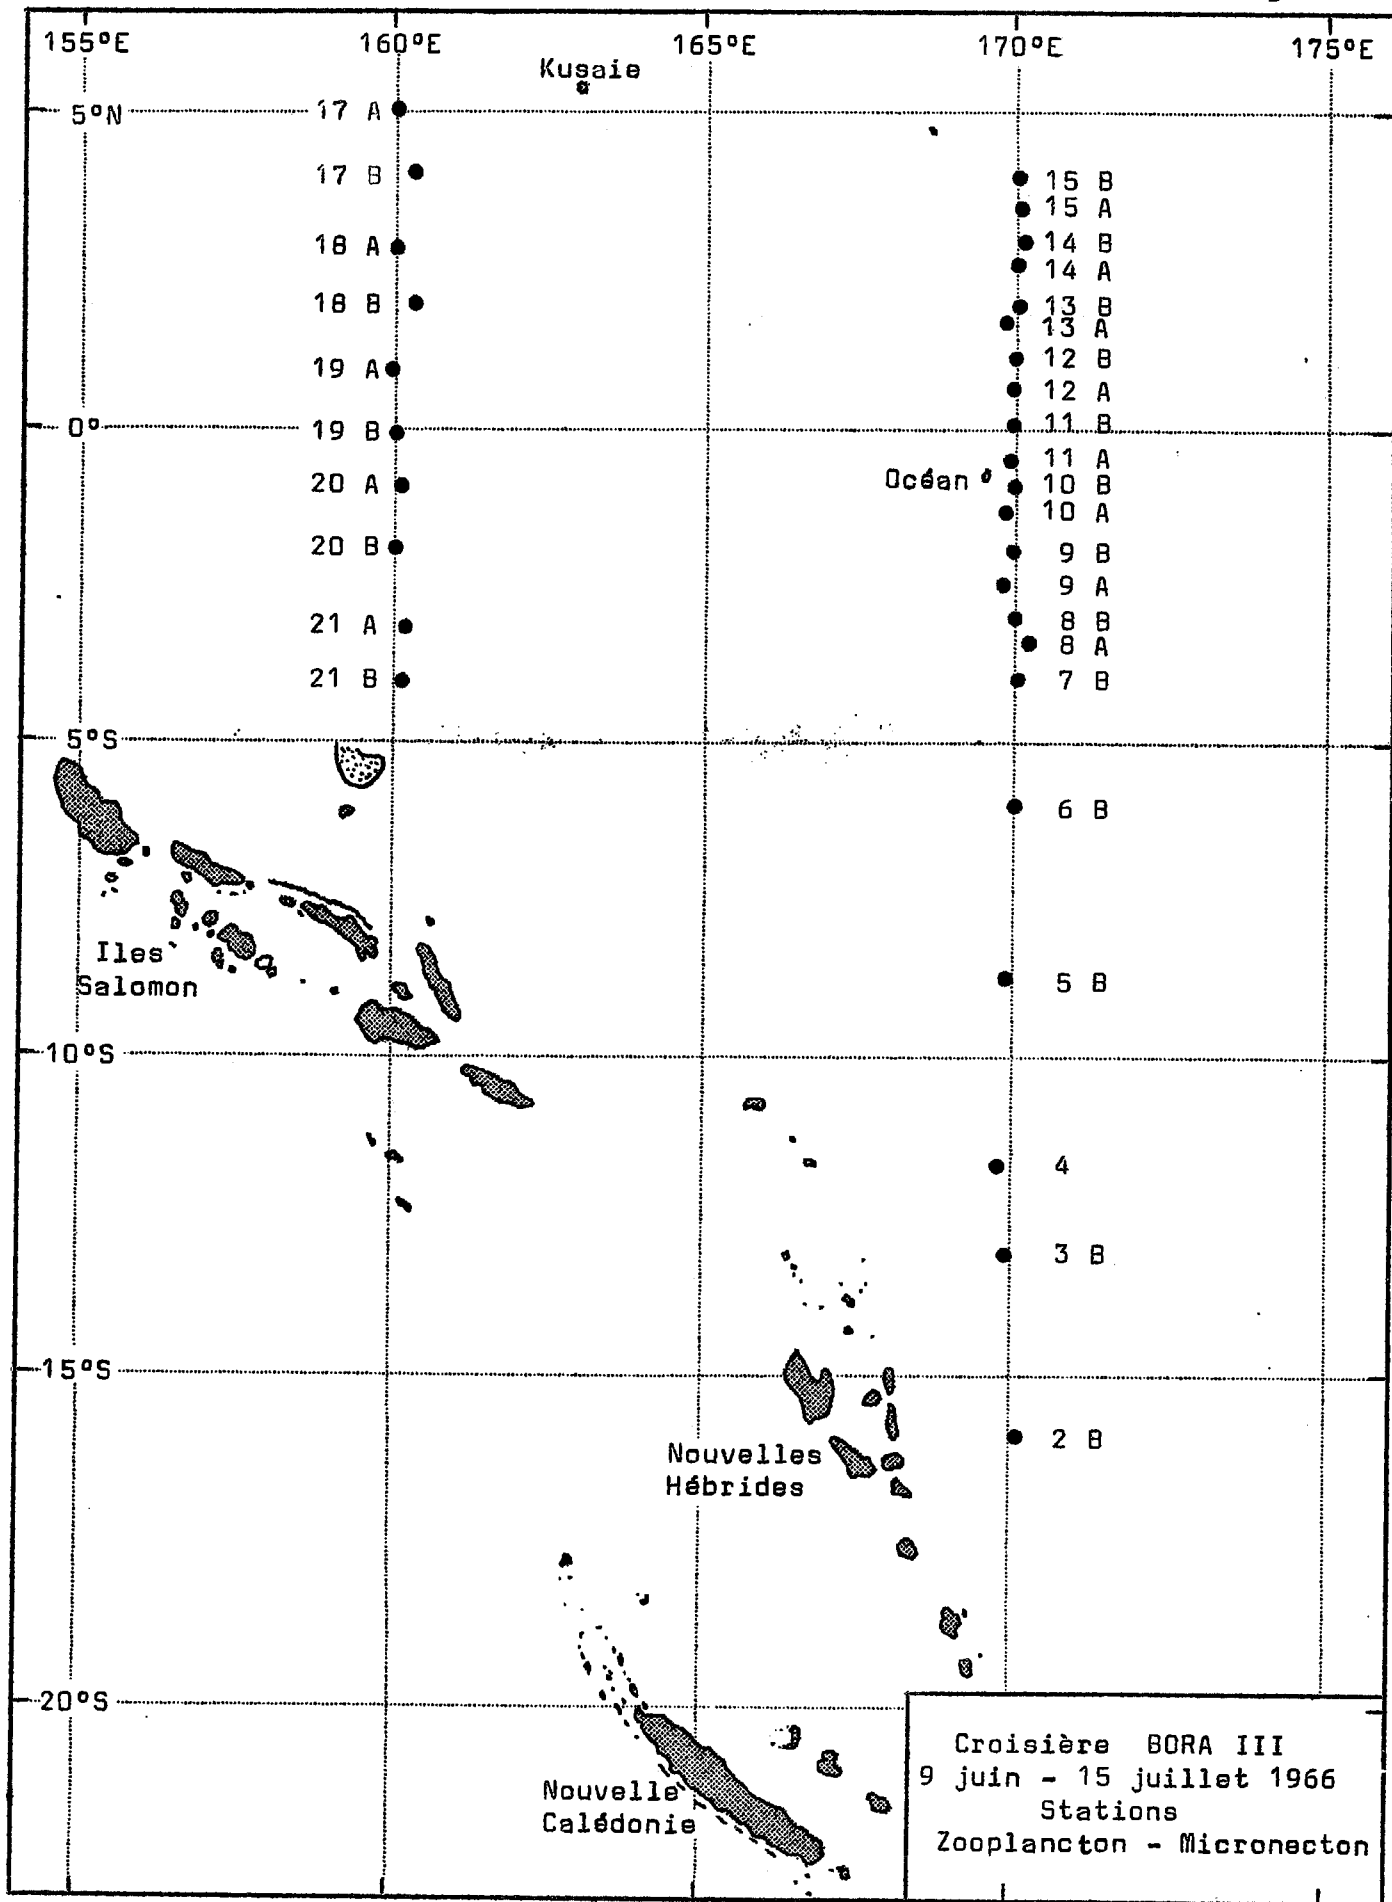 155°E 160°E 165°E 170°E 175°E
Kusaie
5°N
17 A
17 B
18 A
18 B
19 A
0°
19 B
20 A
20 B
21 A
21 B
15 B
15 A
14 B
14 A
13 B
13 A
12 B
12 A
11 B
11 A
Océan
10 B
10 A
9 B
9 A
8 B
8 A
7 B
5°S
6 B
Iles
Salomon
5 B
10°S
4
3 B
15°S
2 B
Nouvelles
Hébrides
20°S
Nouvelle
Calédonie
Croisière BORA III
9 juin - 15 juillet 1966
Stations
Zooplancton - Micronecton